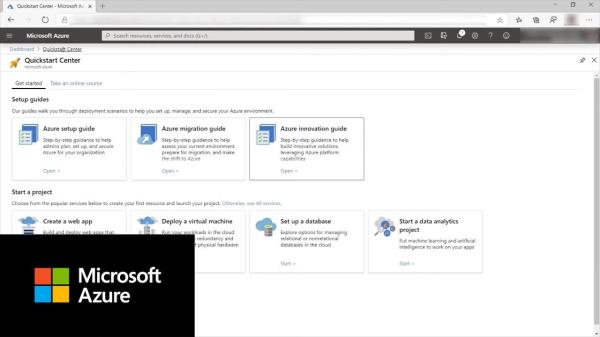 Quickstart Center - Microsoft Az
https://
Microsoft Azure
Search resources, services, and docs (G+/)
Dashboard > Quickstart Center
Quickstart Center
Microsoft Azure
Get started
Take an online course
Setup guides
Our guides walk you through deployment scenarios to help you set up, manage, and secure your Azure environment.
Azure setup guide
Step-by-step guidance to help
admins plan, set up, and
secure Azure for your
organization
Open >
Azure migration guide
Step-by-step guidance to help
assess your current environment,
prepare for migration, and make
the shift to Azure
Open >
Azure innovation guide
Step-by-step guidance to help
build innovative solutions
leveraging Azure platform
capabilities
Open >
Start a project
Choose from the popular services below to create your first resource and launch your project. Otherwise, see All services.
Create a web app
Build and deploy web apps that
Deploy a virtual machine
Run your workloads in the cloud
redundancy and
physical hardware
Set up a database
Explore options for managing
relational or nonrelational
databases in the cloud
Start >
Start a data analytics
project
Put machine learning and artificial
intelligence to work on your apps
Start >
Microsoft
Azure